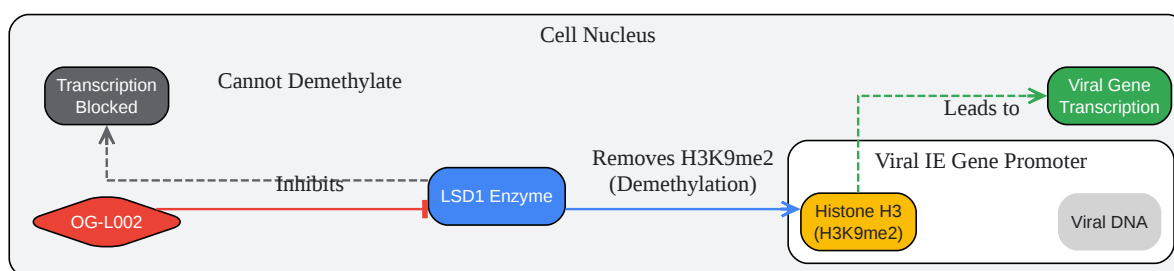 Cell Nucleus
Transcription
Blocked
Cannot Demethylate
Viral Gene
Transcription
Leads to
Removes H3K9me2
(Demethylation)
Viral IE Gene Promoter
Inhibits
LSD1 Enzyme
OG-L002
Histone H3
(H3K9me2)
Viral DNA